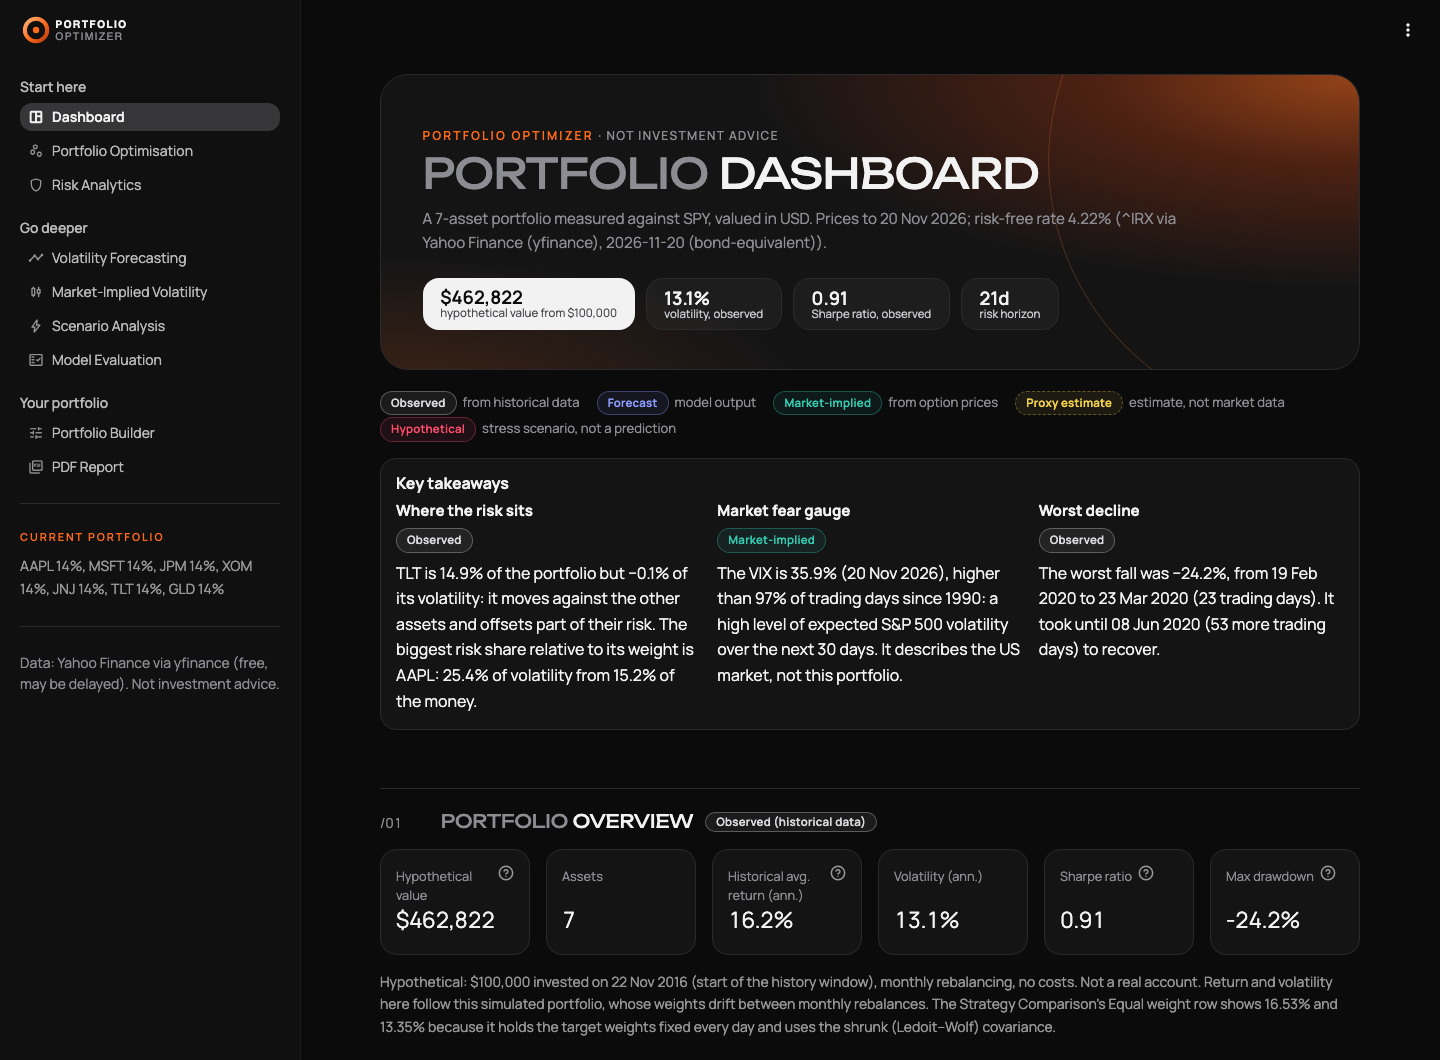 PORTFOLIO
OPTIMIZER
Start here
Dashboard
Portfolio Optimisation
Risk Analytics
Go deeper
Volatility Forecasting
Market-Implied Volatility
Scenario Analysis
Model Evaluation
Your portfolio
Portfolio Builder
PDF Report
CURRENT PORTFOLIO
AAPL 14%, MSFT 14%, JPM 14%, XOM
14%, JNJ 14%, TLT 14%, GLD 14%
Data: Yahoo Finance via yfinance (free,
may be delayed). Not investment advice.
PORTFOLIO OPTIMIZER · NOT INVESTMENT ADVICE
PORTFOLIO DASHBOARD
A 7-asset portfolio measured against SPY, valued in USD. Prices to 20 Nov 2026; risk-free rate 4.22% (^IRX via
Yahoo Finance (yfinance), 2026-11-20 (bond-equivalent)).
$462,822
hypothetical value from $100,000
13.1%
volatility, observed
0.91
Sharpe ratio, observed
21d
risk horizon
Observed from historical data Forecast model output Market-implied from option prices Proxy estimate estimate, not market data
Hypothetical stress scenario, not a prediction
Key takeaways
Where the risk sits
Observed
TLT is 14.9% of the portfolio but −0.1% of
its volatility: it moves against the other
assets and offsets part of their risk. The
biggest risk share relative to its weight is
AAPL: 25.4% of volatility from 15.2% of
the money.
Market fear gauge
Market-implied
The VIX is 35.9% (20 Nov 2026), higher
than 97% of trading days since 1990: a
high level of expected S&P 500 volatility
over the next 30 days. It describes the US
market, not this portfolio.
Worst decline
Observed
The worst fall was −24.2%, from 19 Feb
2020 to 23 Mar 2020 (23 trading days). It
took until 08 Jun 2020 (53 more trading
days) to recover.
/01 PORTFOLIO OVERVIEW Observed (historical data)
Hypothetical
value
$462,822
Assets
7
Historical avg.
return (ann.)
16.2%
Volatility (ann.)
13.1%
Sharpe ratio
0.91
Max drawdown
-24.2%
Hypothetical: $100,000 invested on 22 Nov 2016 (start of the history window), monthly rebalancing, no costs. Not a real account. Return and volatility
here follow this simulated portfolio, whose weights drift between monthly rebalances. The Strategy Comparison's Equal weight row shows 16.53% and
13.35% because it holds the target weights fixed every day and uses the shrunk (Ledoit–Wolf) covariance.